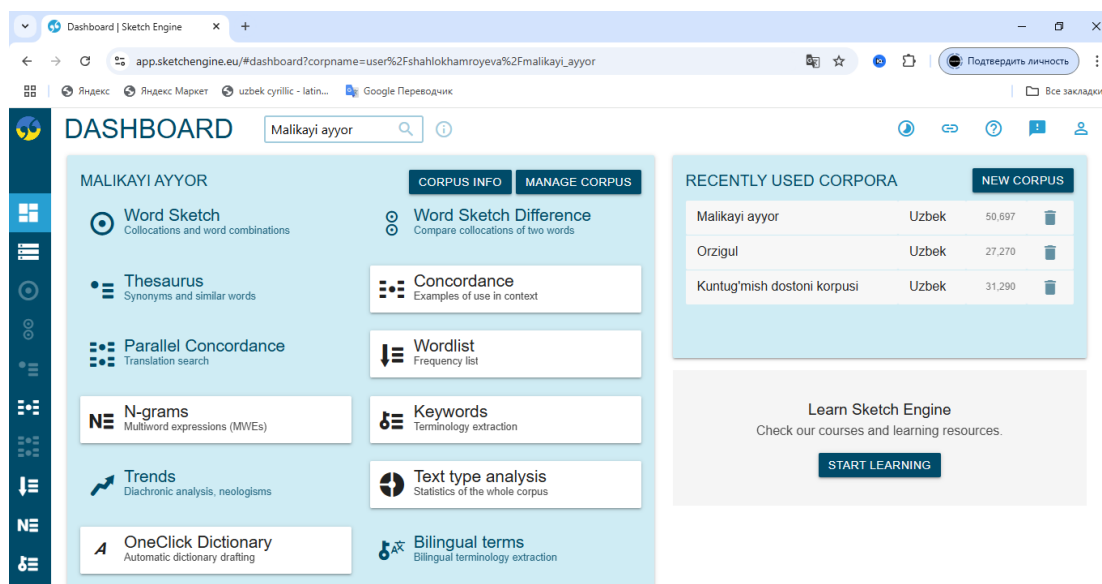 Dashboard | Sketch Engine
app.sketchengine.eu/#dashboard?corpname=user%2Fshahlokhamroyeva%2Fmalikayi_ayyor
Подтвердить личность
Яндекс
Яндекс Маркет
uzbek cyrillic - latin...
Google Переводчик
Все закладки
DASHBOARD
Malikayi ayyor
MALIKAYI AYYOR
CORPUS INFO
MANAGE CORPUS
Word Sketch
Collocations and word combinations
Word Sketch Difference
Compare collocations of two words
Thesaurus
Synonyms and similar words
Concordance
Examples of use in context
Parallel Concordance
Translation search
Wordlist
Frequency list
N-grams
Multiword expressions (MWEs)
Keywords
Terminology extraction
Trends
Diachronic analysis, neologisms
Text type analysis
Statistics of the whole corpus
OneClick Dictionary
Automatic dictionary drafting
Bilingual terms
Bilingual terminology extraction
RECENTLY USED CORPORA
NEW CORPUS
Malikayi ayyor Uzbek 50,697
Orzigul Uzbek 27,270
Kuntug'mish dostoni korpusi Uzbek 31,290
Learn Sketch Engine
Check our courses and learning resources.
START LEARNING